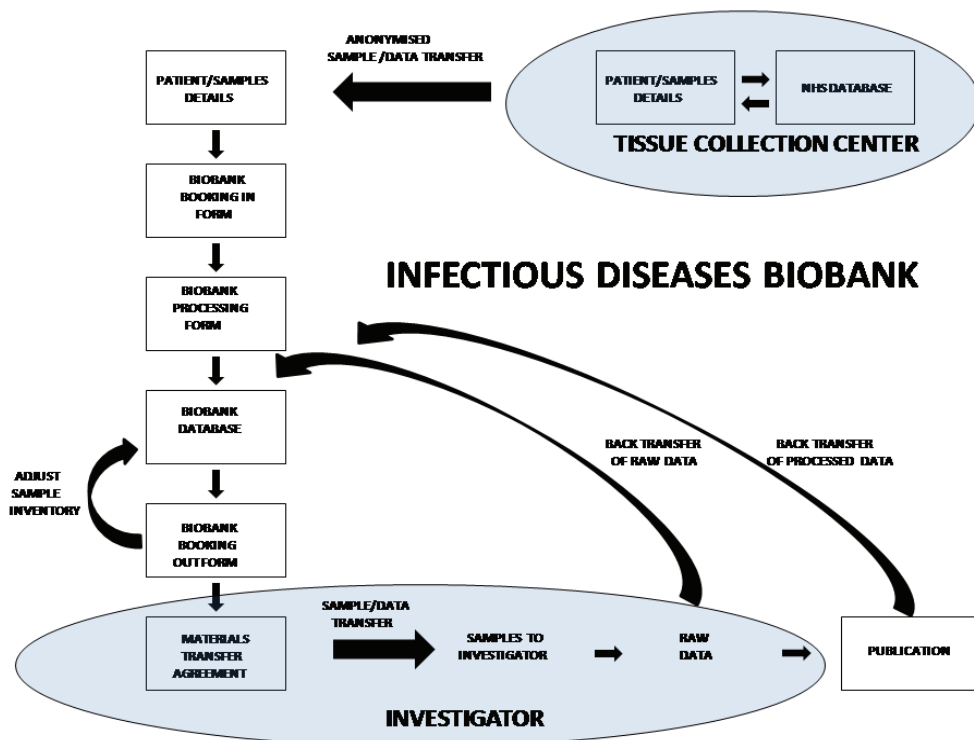 ANONYMISED
SAMPLE/DATA TRANSFER
PATIENT/SAMPLES
DETAILS
PATIENT/SAMPLES
DETAILS
NHS DATABASE
TISSUE COLLECTION CENTER
BIOBANK
BOOKING IN
FORM
INFECTIOUS DISEASES BIOBANK
BIOBANK
PROCESSING
FORM
BIOBANK
DATABASE
BACK TRANSFER
OF RAW DATA
BACK TRANSFER
OF PROCESSED DATA
ADJUST
SAMPLE
INVENTORY
BIOBANK
BOOKING
OUT FORM
SAMPLE/DATA
TRANSFER
MATERIALS
TRANSFER
AGREEMENT
SAMPLES TO
INVESTIGATOR
RAW
DATA
PUBLICATION
INVESTIGATOR